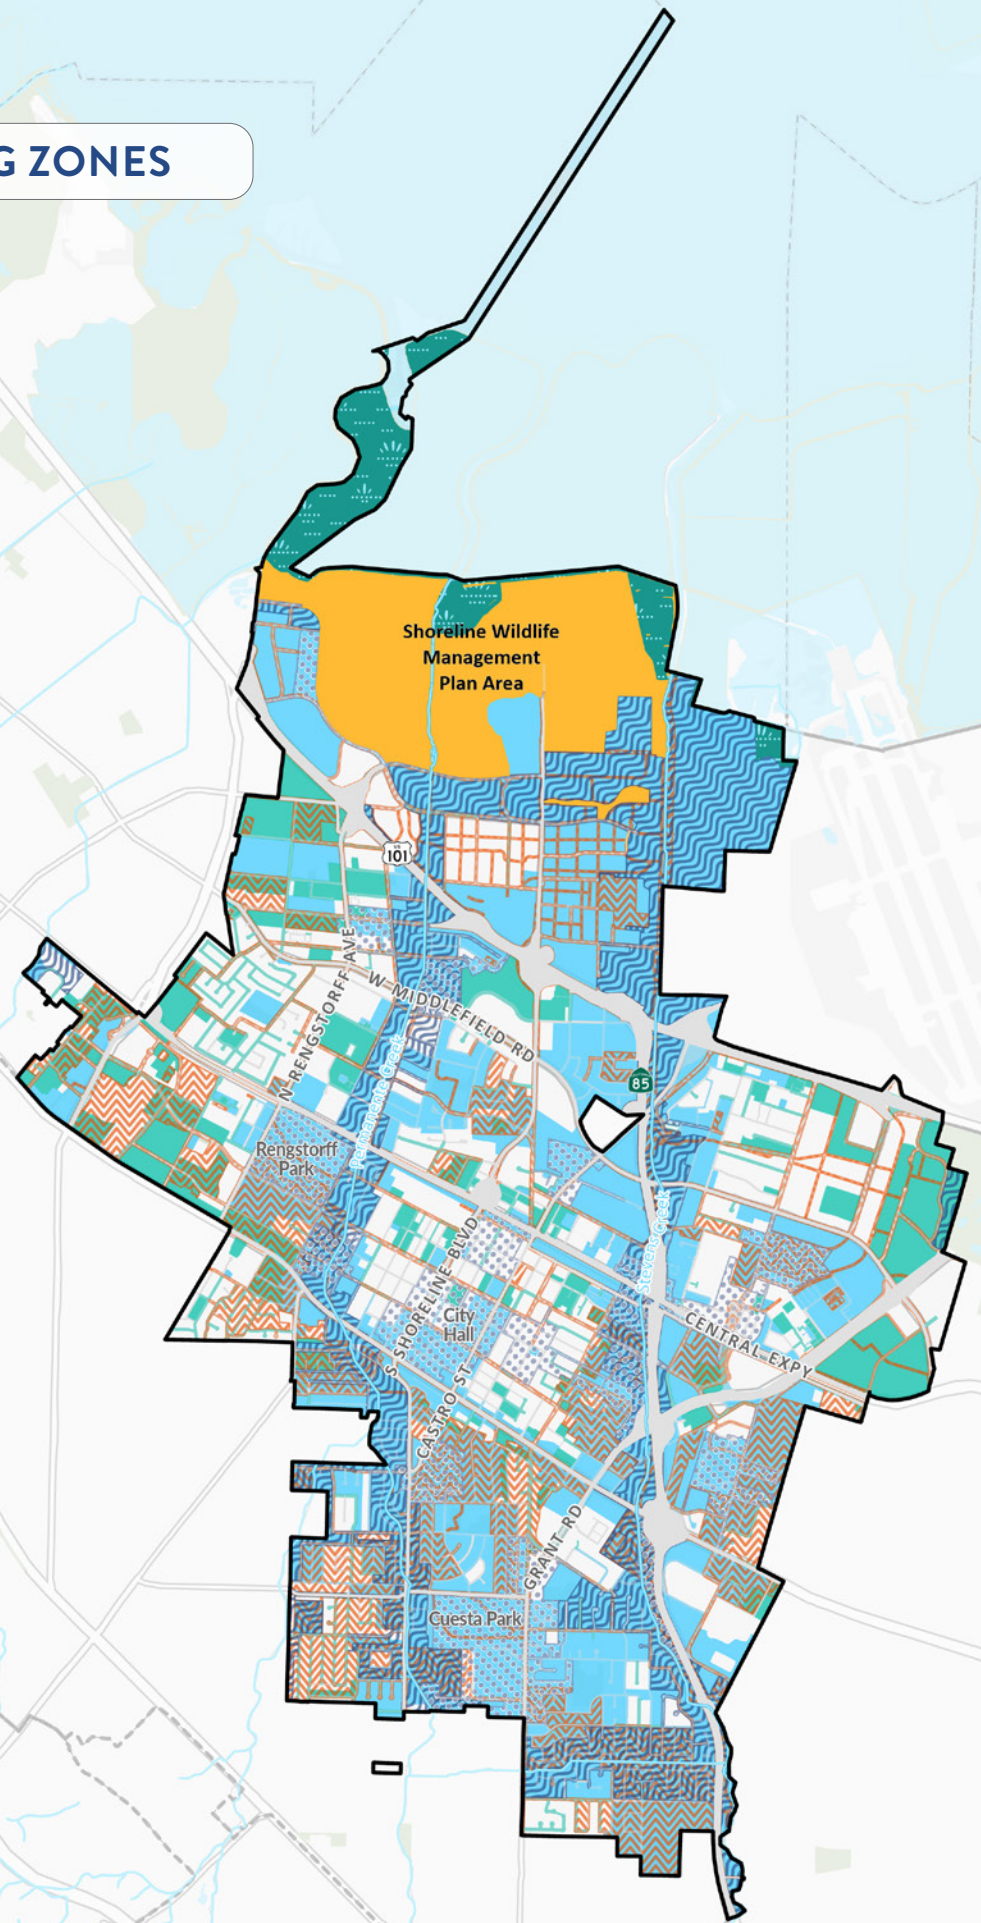 G ZONES
Shoreline Wildlife
Management
Plan Area
US
101
N RENGSTORFF AVE
W MIDDLEFIELD RD
85
Permanente Creek
Rengstorff
Park
Stevens Creek
S SHORELINE BLVD
City
Hall
CENTRAL EXPY
CASTRO ST
GRANT RD
Cuesta Park